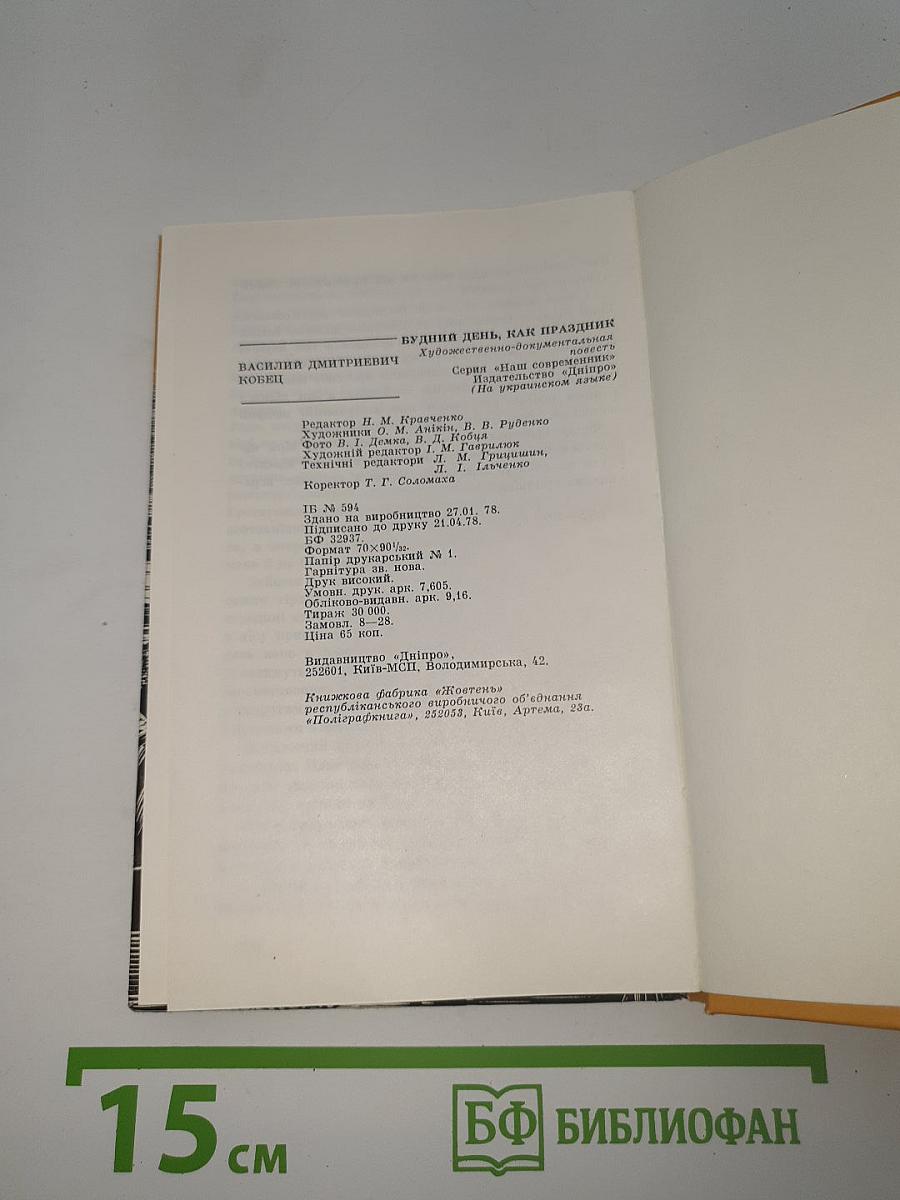 ВАСИЛИЙ ДМИТРИЕВИЧ
КОБЕЦ
БУДНИЙ ДЕНЬ, КАК ПРАЗДНИК
Художественно-документальная
повесть
Серия «Наш современник»
Издательство «Дніпро»
(На украинском языке)
Редактор Н. М. Кравченко
Художники О. М. Анікін, В. В. Руденко
Фото В. І. Демка, В. Д. Кобця
Художній редактор І. М. Гаврилюк
Технічні редактори Л. М. Грицишин,
Л. І. Ільченко
Коректор Т. Г. Соломаха
ІБ № 594
Здано на виробництво 27.01. 78.
Підписано до друку 21.04.78.
БФ 32937.
Формат 70×90¹/₃₂.
Папір друкарський № 1.
Гарнітура зв. нова.
Друк високий.
Умовн. друк. арк. 7,605.
Обліково-видавн. арк. 9,16.
Тираж 30 000.
Замовл. 8—28.
Ціна 65 коп.
Видавництво «Дніпро»,
252601, Київ-МСП, Володимирська, 42.
Книжкова фабрика «Жовтень»
республіканського виробничого об'єднання
«Поліграфкнига», 252053, Київ, Артема, 23а.
15 см
БФ БИБЛИОФАН